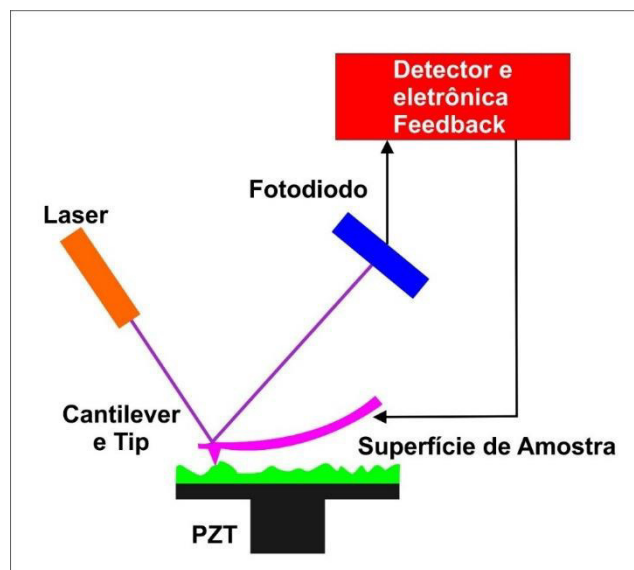 Detector e
eletrônica
Feedback
Fotodiodo
Laser
Cantilever
e Tip
Superfície de Amostra
PZT